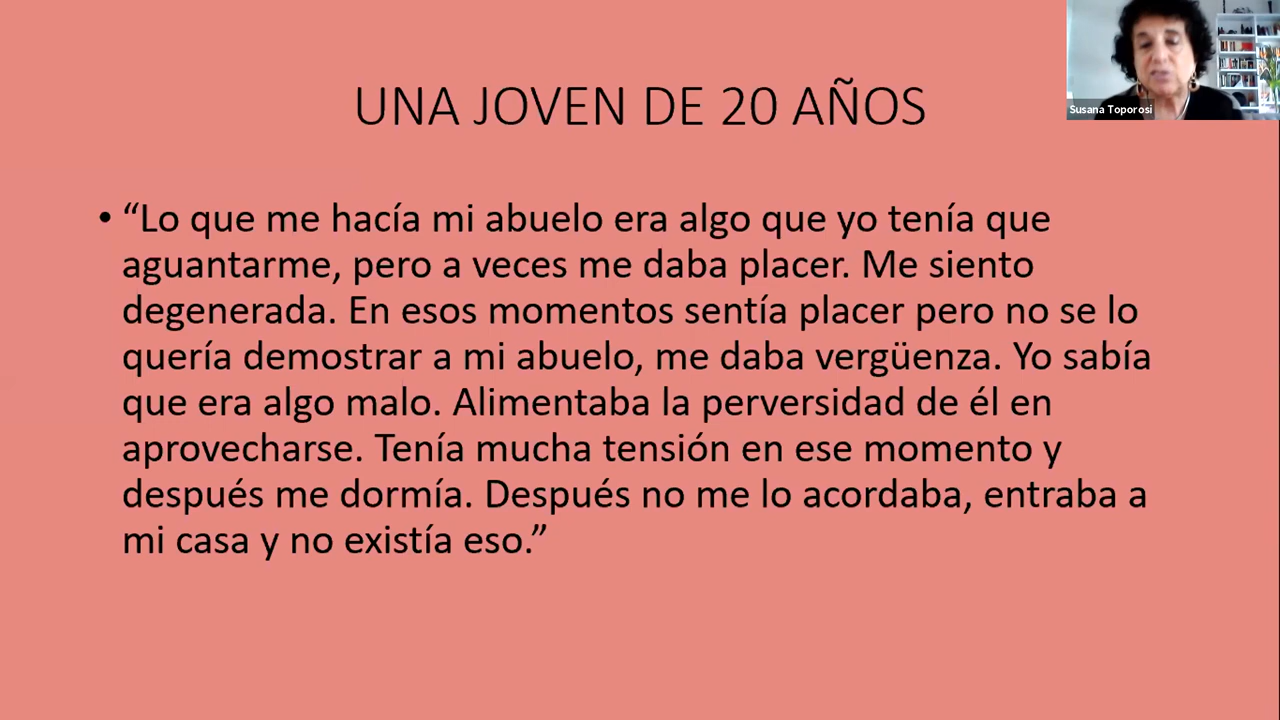 Susana Toporosi
UNA JOVEN DE 20 AÑOS
• “Lo que me hacía mi abuelo era algo que yo tenía que
aguantarme, pero a veces me daba placer. Me siento
degenerada. En esos momentos sentía placer pero no se lo
quería demostrar a mi abuelo, me daba vergüenza. Yo sabía
que era algo malo. Alimentaba la perversidad de él en
aprovecharse. Tenía mucha tensión en ese momento y
después me dormía. Después no me lo acordaba, entraba a
mi casa y no existía eso.”